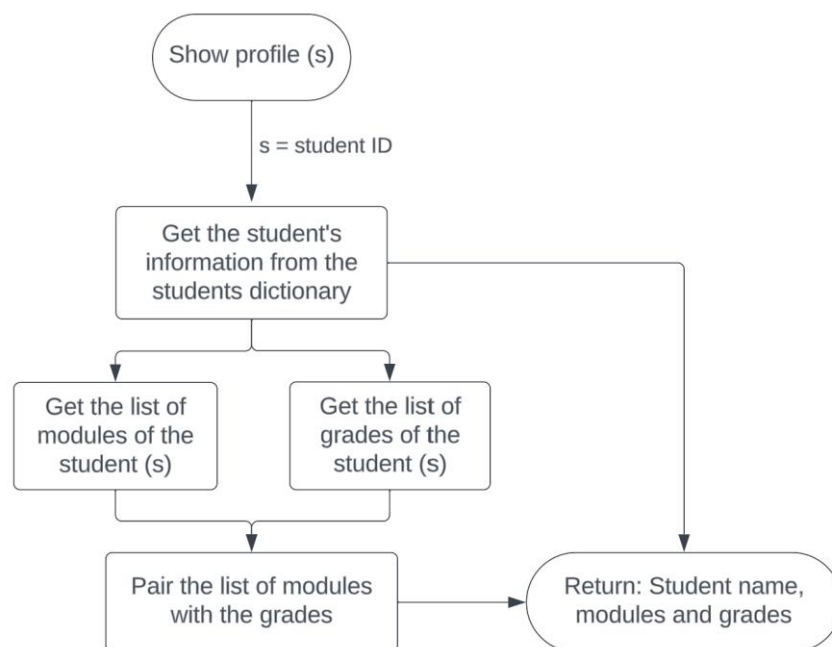 Show profile (s)
s = student ID
Get the student's
information from the
students dictionary
Get the list of
modules of the
student (s)
Get the list of
grades of the
student (s)
Pair the list of modules
with the grades
Return: Student name,
modules and grades